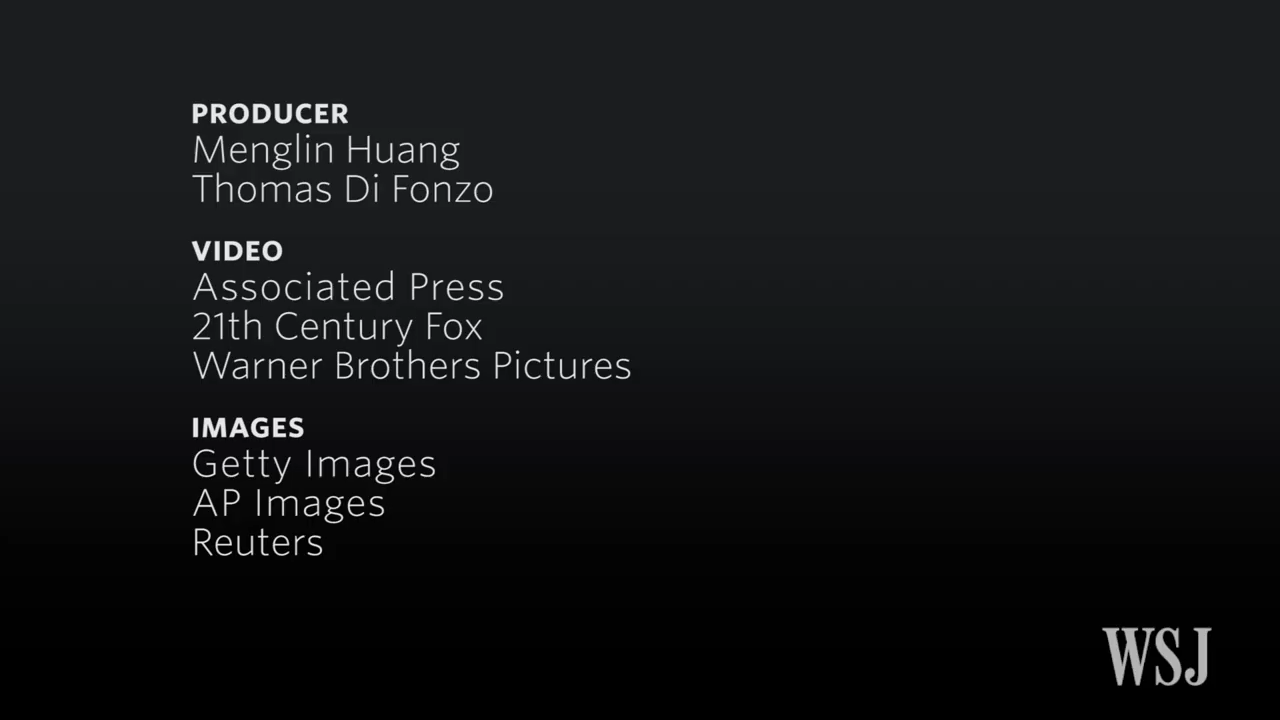 PRODUCER
Menglin Huang
Thomas Di Fonzo
VIDEO
Associated Press
21th Century Fox
Warner Brothers Pictures
IMAGES
Getty Images
AP Images
Reuters
WSJ